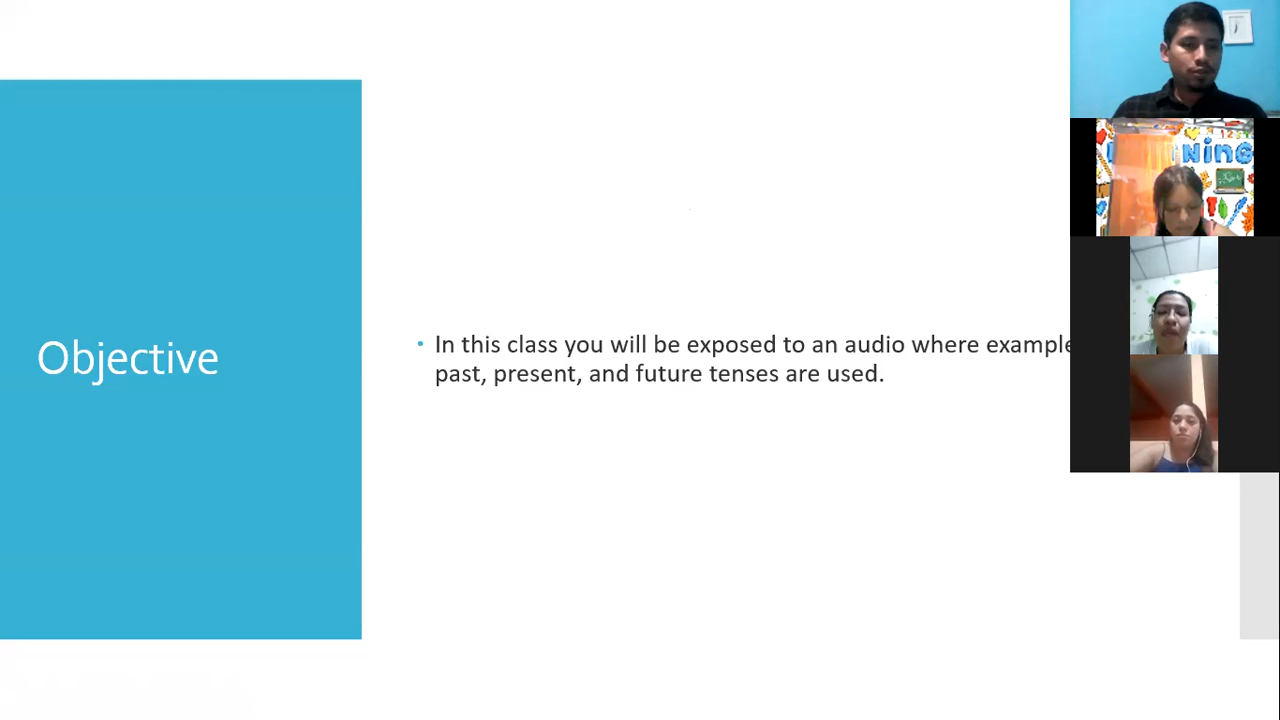 Objective
• In this class you will be exposed to an audio where example
past, present, and future tenses are used.
NING